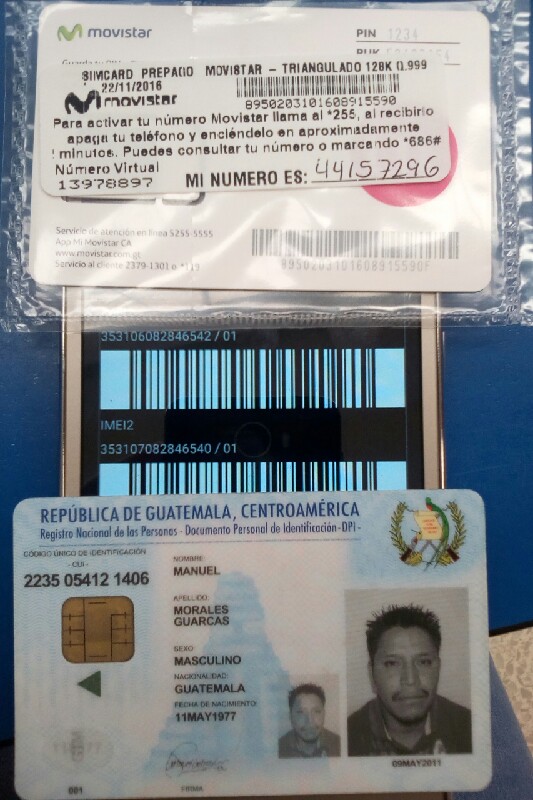 movistar
PIN 1234
SIMCARD PREPAGO MOVISTAR - TRIANGULADO 128K Q.999
22/11/2016
movistar
8950203101608915590
Para activar tu número Movistar llama al *255, al recibirlo
apaga tu teléfono y enciéndelo en aproximadamente
minutos. Puedes consultar tu número o marcando *686#
Número Virtual
13978897
MI NUMERO ES: 44157296
Servicio de atención en línea 5255-5555
App Mi Movistar CA
www.movistar.com.gt
Servicio al cliente 2379-1301 o *119
8950203101608915590F
353106082846542 / 01
IMEI2
353107082846540 / 01
REPÚBLICA DE GUATEMALA, CENTROAMÉRICA
Registro Nacional de las Personas - Documento Personal de Identificación -DPI-
CÓDIGO ÚNICO DE IDENTIFICACIÓN
- CUI -
2235 05412 1406
NOMBRE:
MANUEL
APELLIDO:
MORALES
GUARCAS
SEXO:
MASCULINO
NACIONALIDAD:
GUATEMALA
FECHA DE NACIMIENTO:
11MAY1977
09MAY2011
001
FIRMA